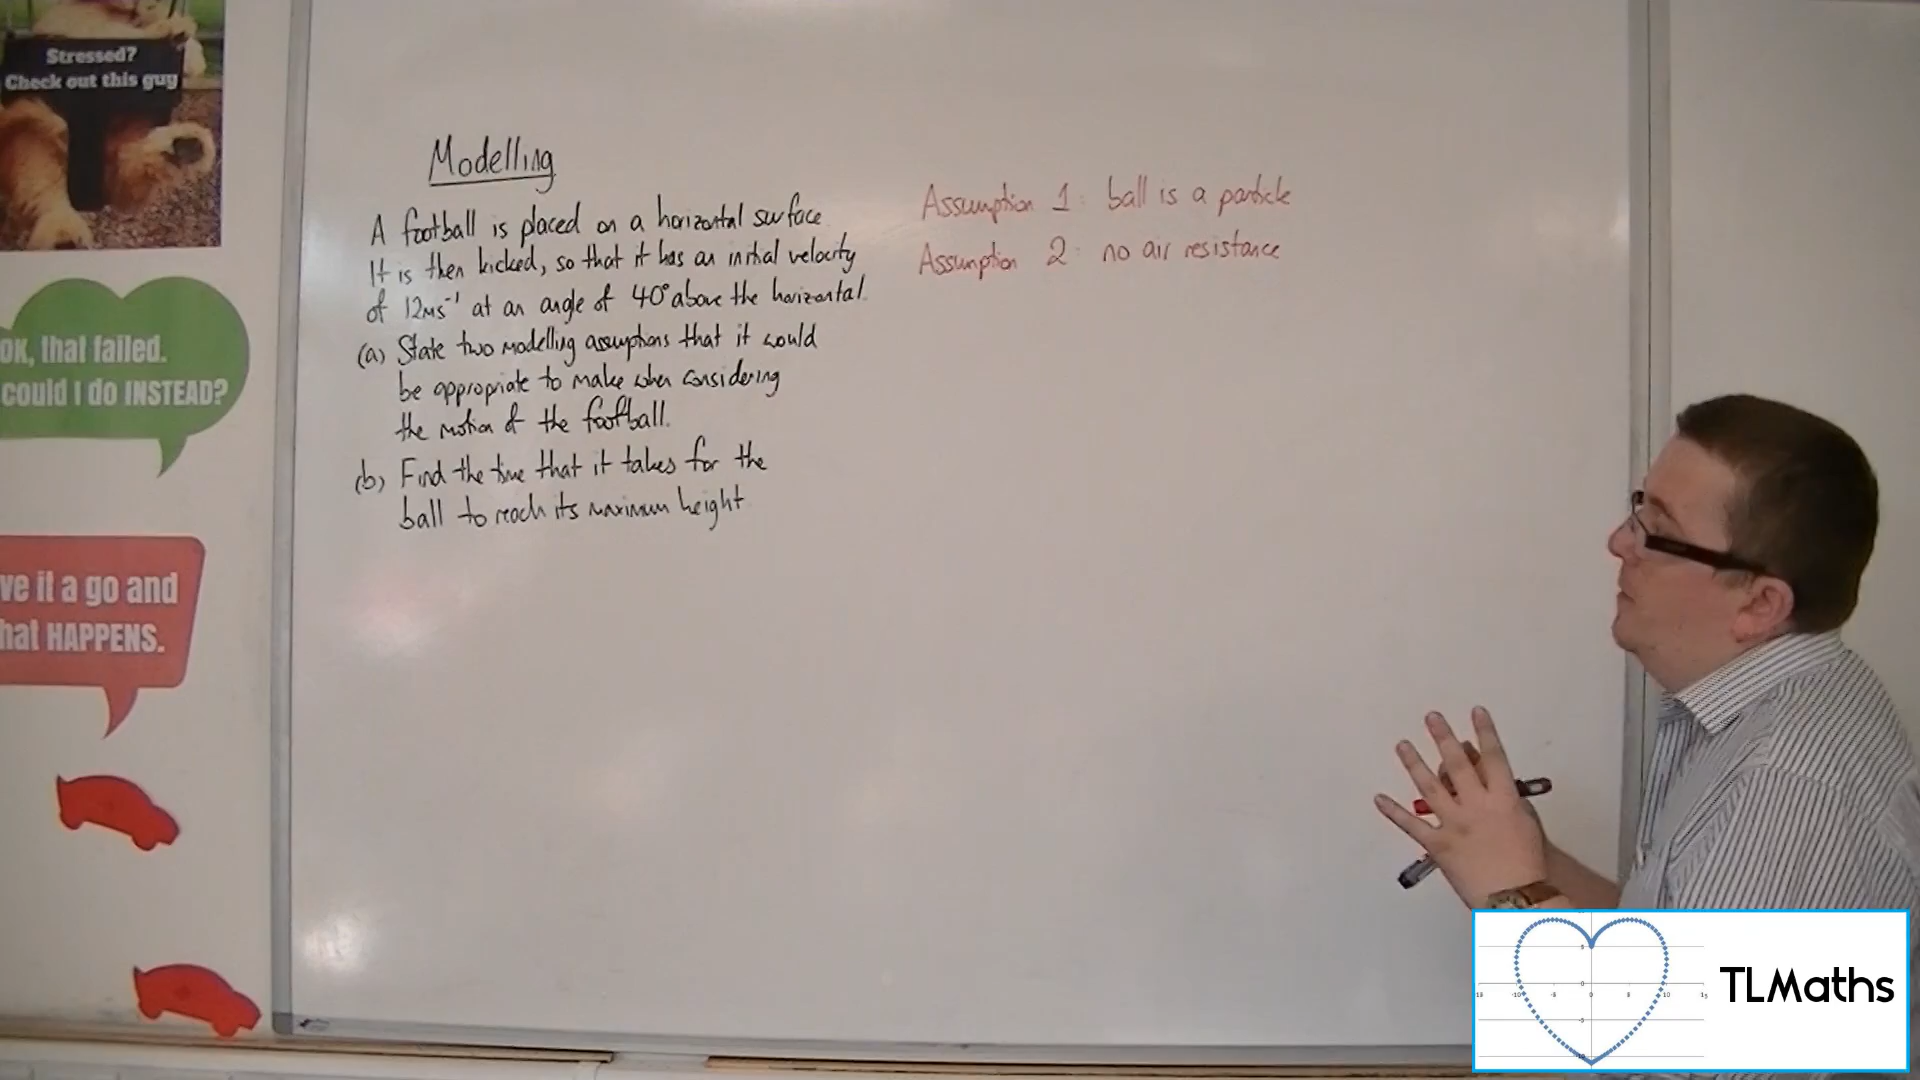 Stressed?
Check out this guy
OK, that failed.
could I do INSTEAD?
ve it a go and
hat HAPPENS.
Modelling
A football is placed on a horizontal surface.
It is then kicked, so that it has an initial velocity
of 12ms⁻¹ at an angle of 40° above the horizontal.
(a) State two modelling assumptions that it would
be appropriate to make when considering
the motion of the football.
(b) Find the time that it takes for the
ball to reach its maximum height.
Assumption 1: ball is a particle
Assumption 2: no air resistance
TLMaths